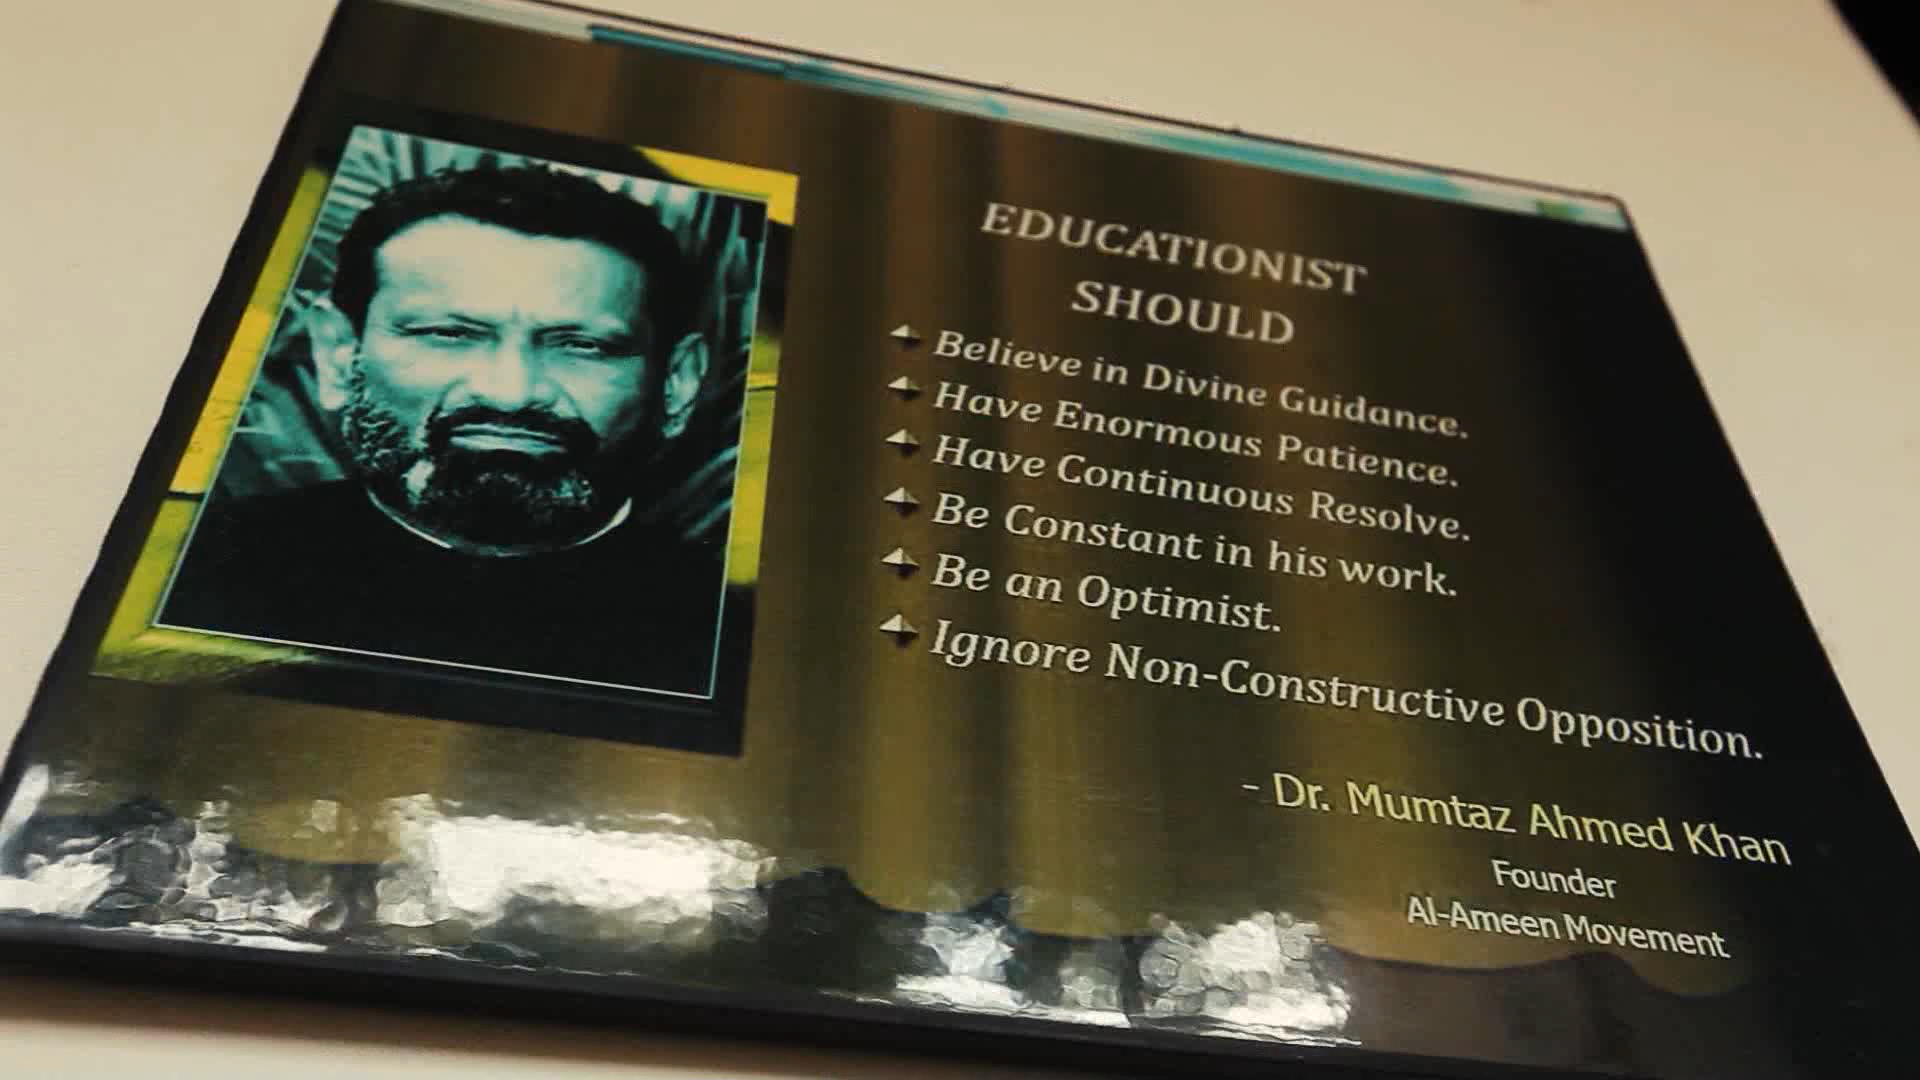 EDUCATIONIST
SHOULD
Believe in Divine Guidance.
Have Enormous Patience.
Have Continuous Resolve.
Be Constant in his work.
Be an Optimist.
Ignore Non-Constructive Opposition.
- Dr. Mumtaz Ahmed Khan
Founder
Al-Ameen Movement